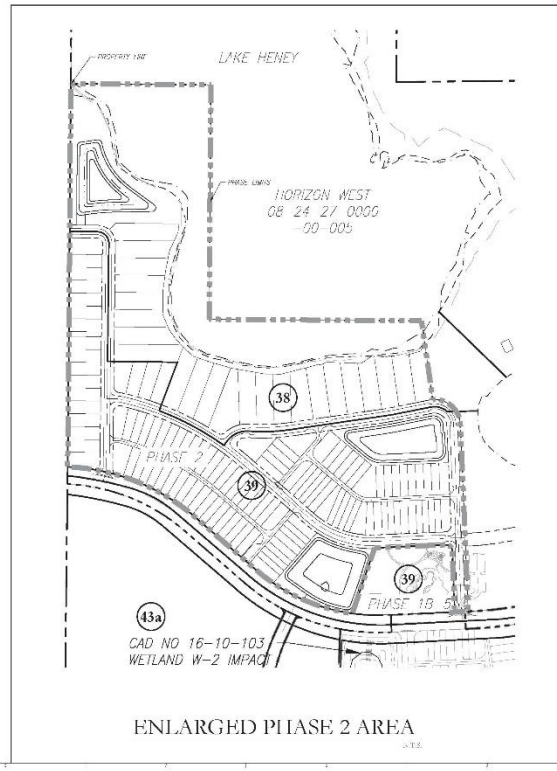 PROPERTY LINE
LAKE HENEY
PHASE LIMITS
HORIZON WEST
08 24 27 0000
-00-005
38
PHASE 2
39
39
PHASE 1B
43a
CAD NO 16-10-103
WETLAND W-2 IMPACT
ENLARGED PHASE 2 AREA
N.T.S.